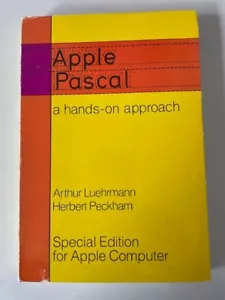 Apple
Pascal
a hands-on approach
Arthur Luehrmann
Herbert Peckham
Special Edition
for Apple Computer